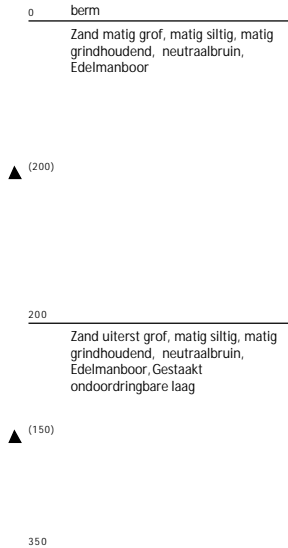 0 berm
Zand matig grof, matig siltig, matig
grindhoudend, neutraalbruin,
Edelmanboor
(200)
200
Zand uiterst grof, matig siltig, matig
grindhoudend, neutraalbruin,
Edelmanboor, Gestaakt
ondoordringbare laag
(150)
350